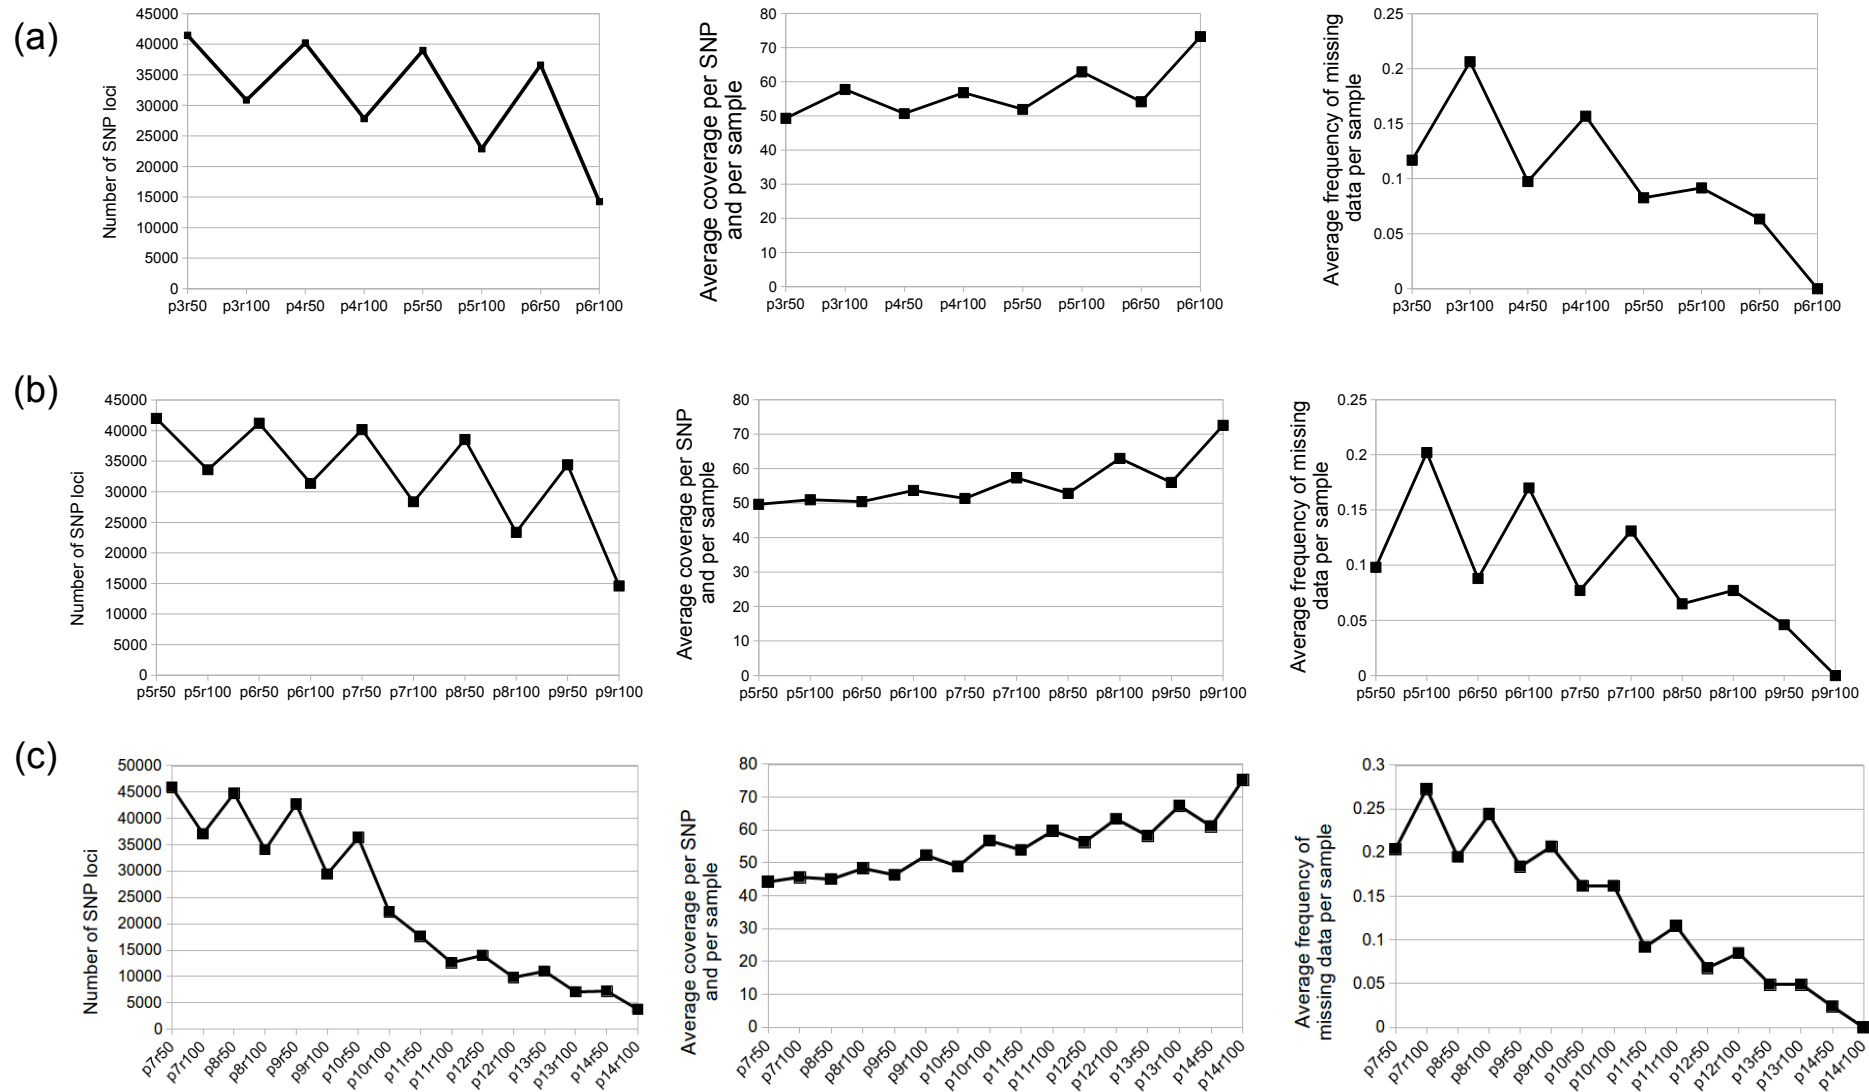 (a)
Number of SNP loci
45000
40000
35000
30000
25000
20000
15000
10000
5000
0
p3r50 p3r100 p4r50 p4r100 p5r50 p5r100 p6r50 p6r100
Average coverage per SNP
and per sample
80
70
60
50
40
30
20
10
0
p3r50 p3r100 p4r50 p4r100 p5r50 p5r100 p6r50 p6r100
Average frequency of missing
data per sample
0.25
0.2
0.15
0.1
0.05
0
p3r50 p3r100 p4r50 p4r100 p5r50 p5r100 p6r50 p6r100
(b)
Number of SNP loci
45000
40000
35000
30000
25000
20000
15000
10000
5000
0
p5r50 p5r100 p6r50 p6r100 p7r50 p7r100 p8r50 p8r100 p9r50 p9r100
Average coverage per SNP
and per sample
80
70
60
50
40
30
20
10
0
p5r50 p5r100 p6r50 p6r100 p7r50 p7r100 p8r50 p8r100 p9r50 p9r100
Average frequency of missing
data per sample
0.25
0.2
0.15
0.1
0.05
0
p5r50 p5r100 p6r50 p6r100 p7r50 p7r100 p8r50 p8r100 p9r50 p9r100
(c)
Number of SNP loci
50000
45000
40000
35000
30000
25000
20000
15000
10000
5000
0
p7r50 p7r100 p8r50 p8r100 p9r50 p9r100 p10r50 p10r100 p11r50 p11r100 p12r50 p12r100 p13r50 p13r100 p14r50 p14r100
Average coverage per SNP
and per sample
80
70
60
50
40
30
20
10
0
p7r50 p7r100 p8r50 p8r100 p9r50 p9r100 p10r50 p10r100 p11r50 p11r100 p12r50 p12r100 p13r50 p13r100 p14r50 p14r100
Average frequency of
missing data per sample
0.3
0.25
0.2
0.15
0.1
0.05
0
p7r50 p7r100 p8r50 p8r100 p9r50 p9r100 p10r50 p10r100 p11r50 p11r100 p12r50 p12r100 p13r50 p13r100 p14r50 p14r100